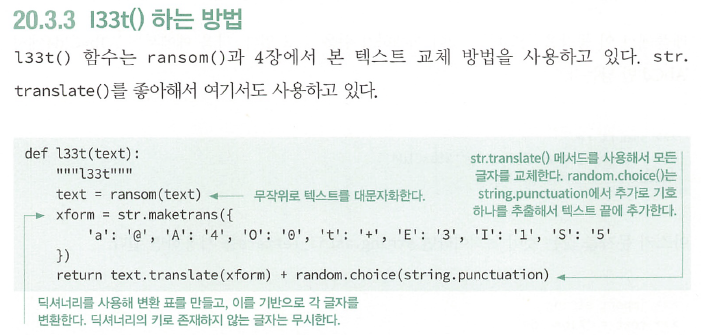 20.3.3 l33t() 하는 방법
l33t() 함수는 ransom()과 4장에서 본 텍스트 교체 방법을 사용하고 있다. str.
translate()를 좋아해서 여기서도 사용하고 있다.
def l33t(text):
"""l33t"""
text = ransom(text)
무작위로 텍스트를 대문자화한다.
str.translate() 메서드를 사용해서 모든
글자를 교체한다. random.choice()는
string.punctuation에서 추가로 기호
하나를 추출해서 텍스트 끝에 추가한다.
xform = str.maketrans({
'a': '@', 'A': '4', 'O': '0', 't': '+', 'E': '3', 'I': '1', 'S': '5'
})
return text.translate(xform) + random.choice(string.punctuation)
딕셔너리를 사용해 변환 표를 만들고, 이를 기반으로 각 글자를
변환한다. 딕셔너리의 키로 존재하지 않는 글자는 무시한다.